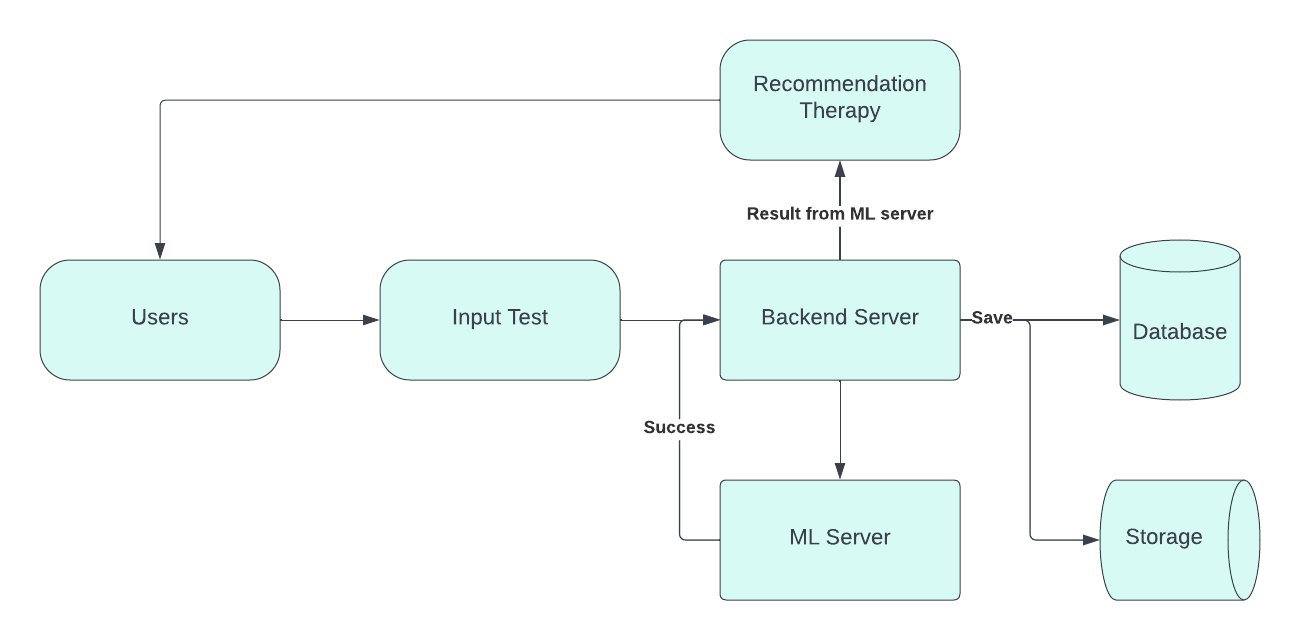 Recommendation
Therapy
Result from ML server
Users
Input Test
Backend Server
Save
Database
Success
ML Server
Storage